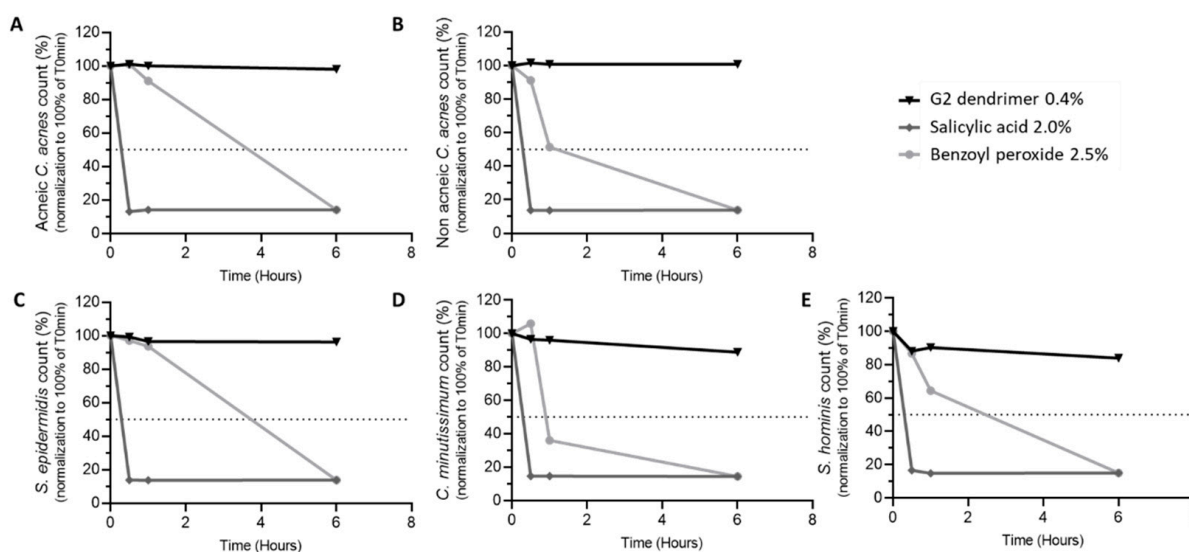 A
Acneic C. acnes count (%)
(normalization to 100% of T0min)
120
100
80
60
40
20
0
0 2 4 6 8
Time (Hours)
B
Non acneic C. acnes count (%)
(normalization to 100% of T0min)
120
100
80
60
40
20
0
0 2 4 6 8
Time (Hours)
G2 dendrimer 0.4%
Salicylic acid 2.0%
Benzoyl peroxide 2.5%
C
S. epidermidis count (%)
(normalization to 100% of T0min)
120
100
80
60
40
20
0
0 2 4 6 8
Time (Hours)
D
C. minutissimum count (%)
(normalization to 100% of T0min)
120
100
80
60
40
20
0
0 2 4 6 8
Time (Hours)
E
S. hominis count (%)
(normalization to 100% of T0min)
120
100
80
60
40
20
0
0 2 4 6
Time (Hours)